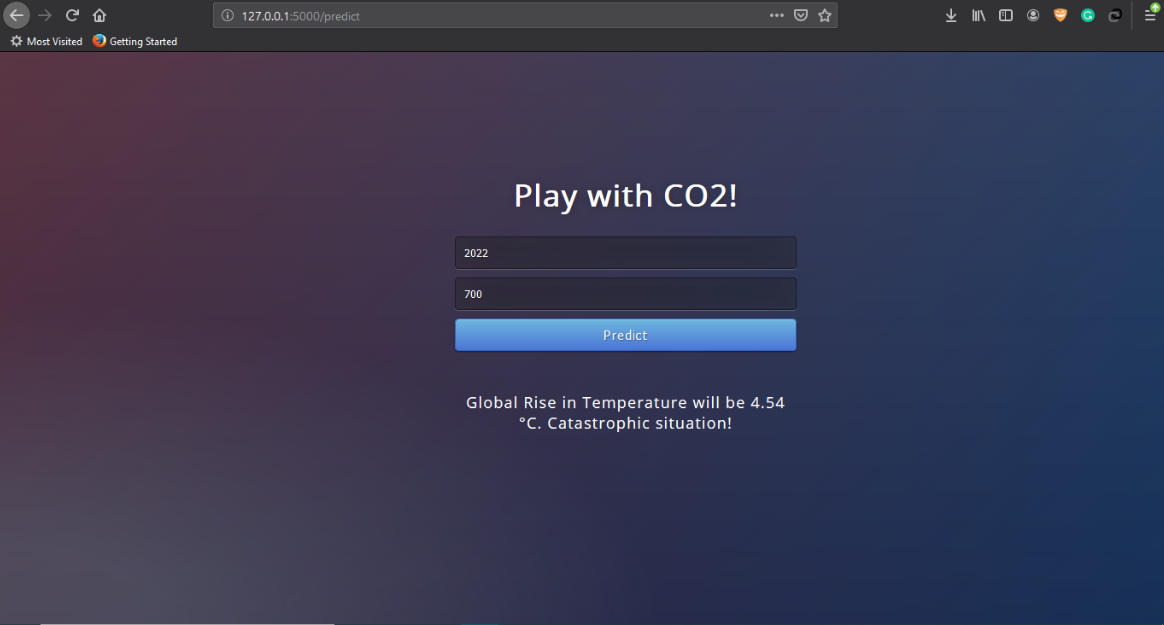 127.0.0.1:5000/predict
Most Visited Getting Started
Play with CO2!
2022
700
Predict
Global Rise in Temperature will be 4.54
°C. Catastrophic situation!